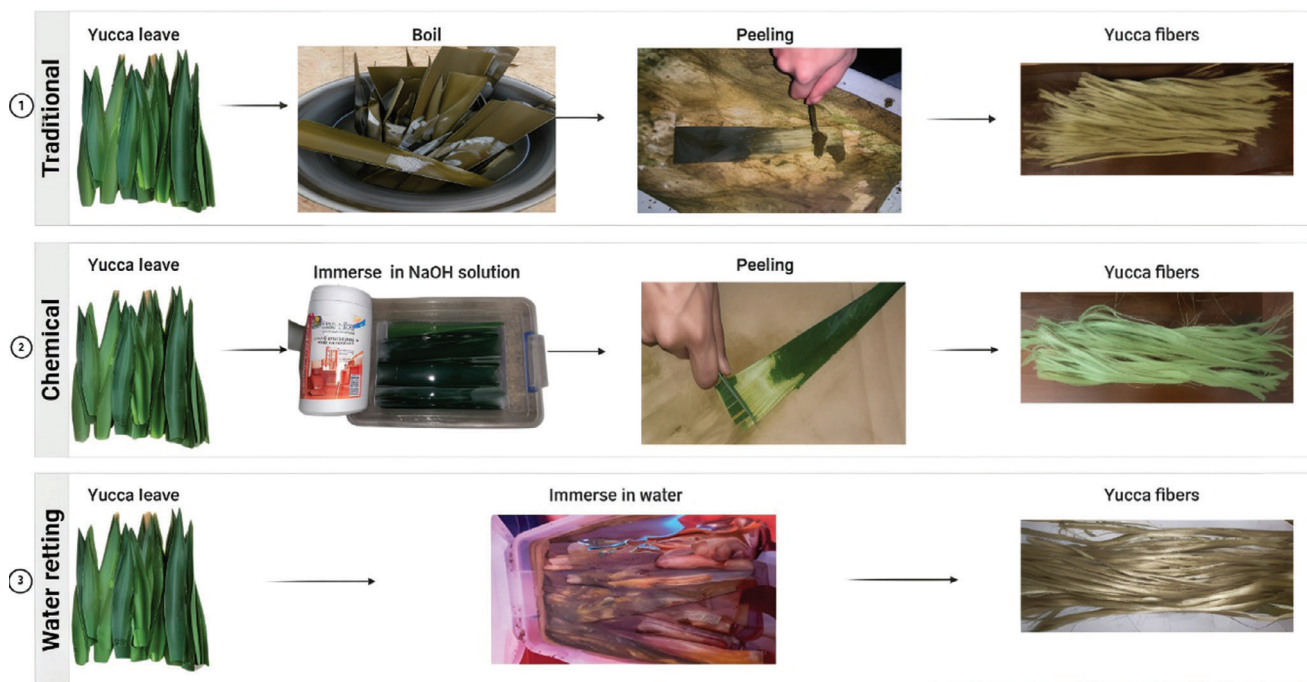 Yucca leave
Boil
Peeling
Yucca fibers
1
Traditional
Yucca leave
Immerse in NaOH solution
Peeling
Yucca fibers
2
Chemical
Yucca leave
Immerse in water
Yucca fibers
3
Water retting